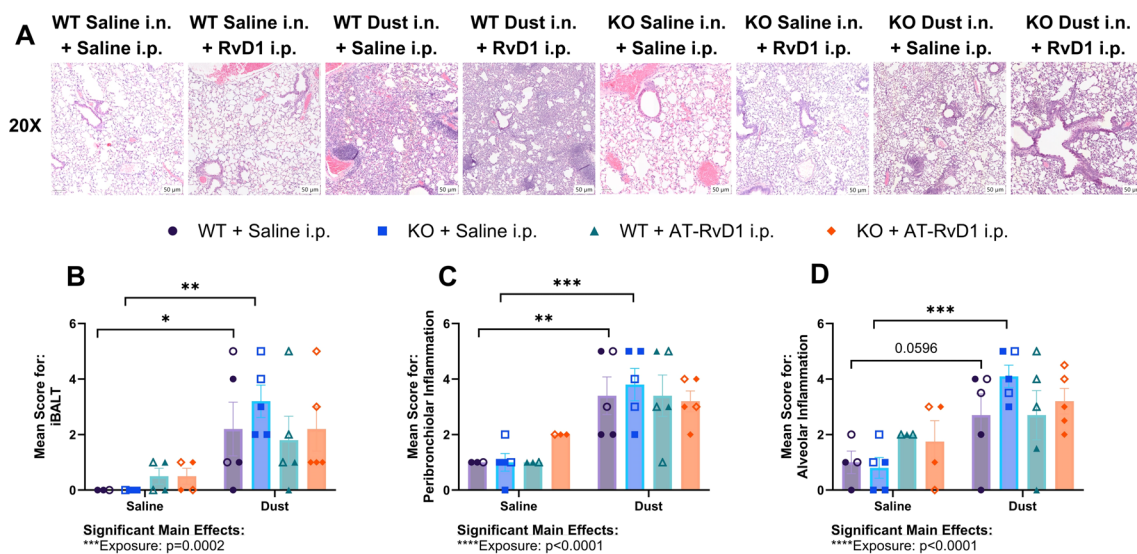 A
WT Saline i.n. + Saline i.p.
WT Saline i.n. + RvD1 i.p.
WT Dust i.n. + Saline i.p.
WT Dust i.n. + RvD1 i.p.
KO Saline i.n. + Saline i.p.
KO Saline i.n. + RvD1 i.p.
KO Dust i.n. + Saline i.p.
KO Dust i.n. + RvD1 i.p.
20X
50 µm
50 µm
50 µm
50 µm
50 µm
50 µm
50 µm
50 µm
WT + Saline i.p.
KO + Saline i.p.
WT + AT-RvD1 i.p.
KO + AT-RvD1 i.p.
B
**
*
6
4
2
0
Mean Score for:
iBALT
Saline
Dust
Significant Main Effects:
***Exposure: p=0.0002
C
***
**
6
4
2
0
Mean Score for:
Peribronchiolar Inflammation
Saline
Dust
Significant Main Effects:
****Exposure: p<0.0001
D
***
0.0596
6
4
2
0
Mean Score for:
Alveolar Inflammation
Saline
Dust
Significant Main Effects:
****Exposure: p<0.0001